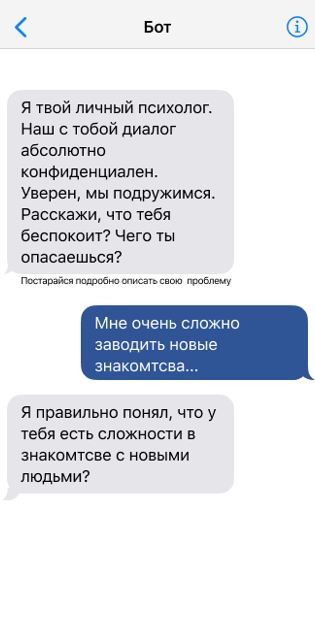 Бот
Я твой личный психолог.
Наш с тобой диалог
абсолютно
конфиденциален.
Уверен, мы подружимся.
Расскажи, что тебя
беспокоит? Чего ты
опасаешься?
Постарайся подробно описать свою проблему
Мне очень сложно
заводить новые
знакомтсва...
Я правильно понял, что у
тебя есть сложности в
знакомтсве с новыми
людьми?